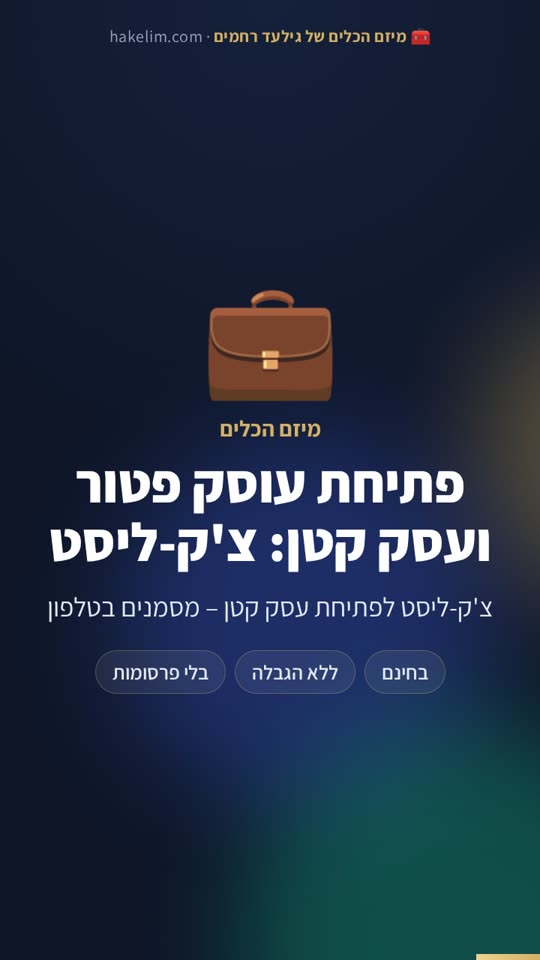 🧰 מיזם הכלים של גילעד רחמים · hakelim.com
מיזם הכלים
פתיחת עוסק פטור
ועסק קטן: צ'ק-ליסט
צ'ק-ליסט לפתיחת עסק קטן – מסמנים בטלפון
בחינם
ללא הגבלה
בלי פרסומות